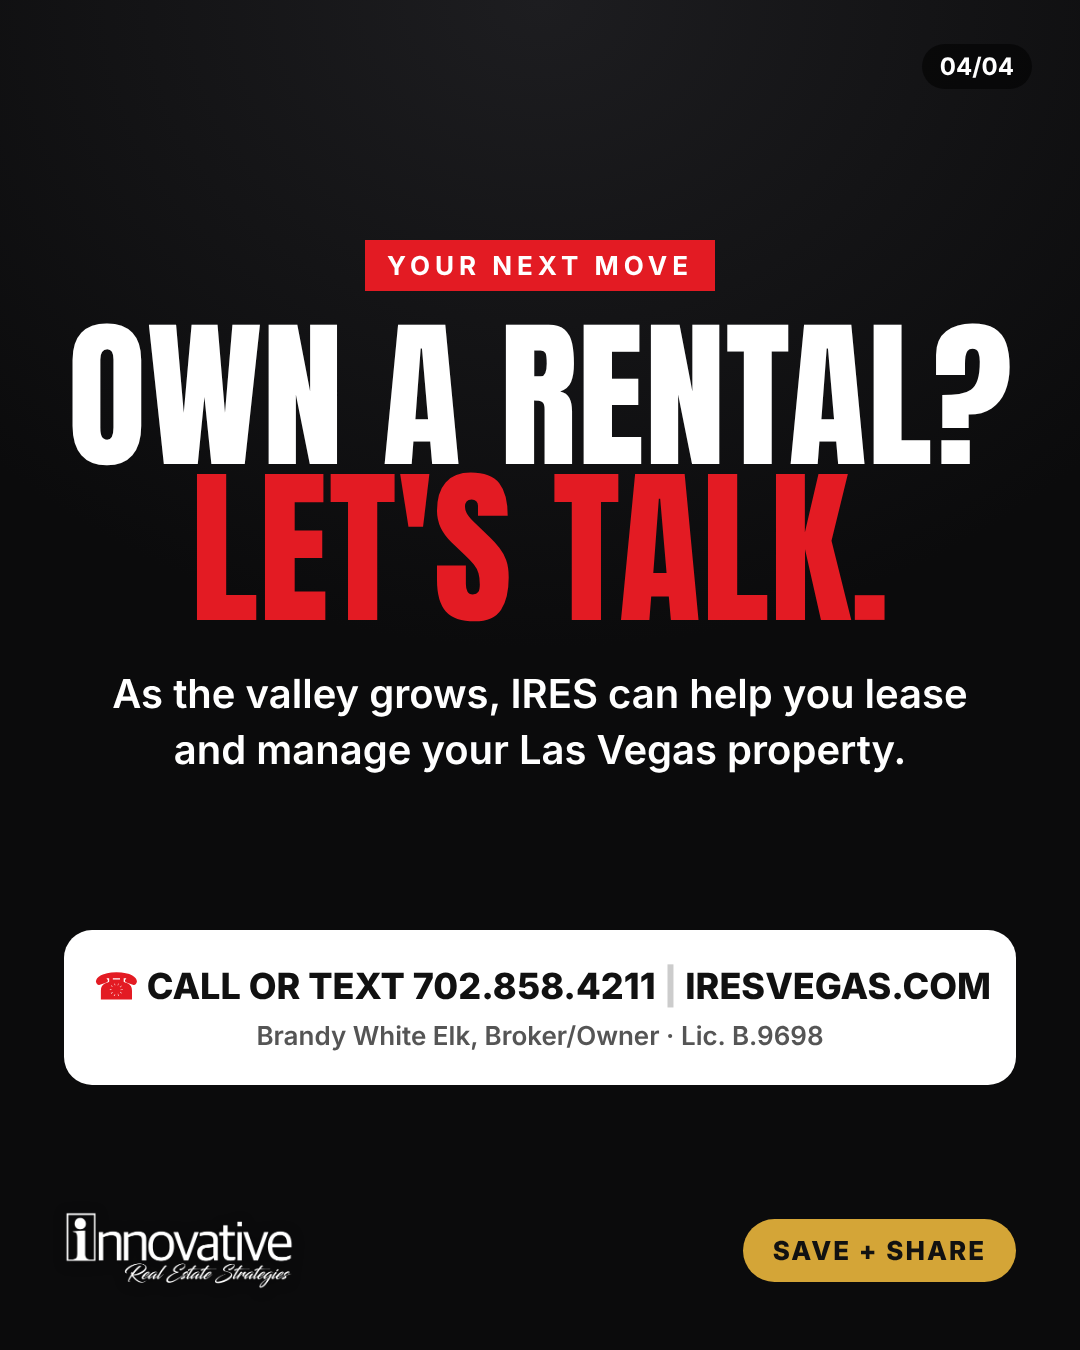 04/04
YOUR NEXT MOVE
OWN A RENTAL?
LET'S TALK.
As the valley grows, IRES can help you lease
and manage your Las Vegas property.
☎ CALL OR TEXT 702.858.4211 | IRESVEGAS.COM
Brandy White Elk, Broker/Owner · Lic. B.9698
innovative
Real Estate Strategies
SAVE + SHARE